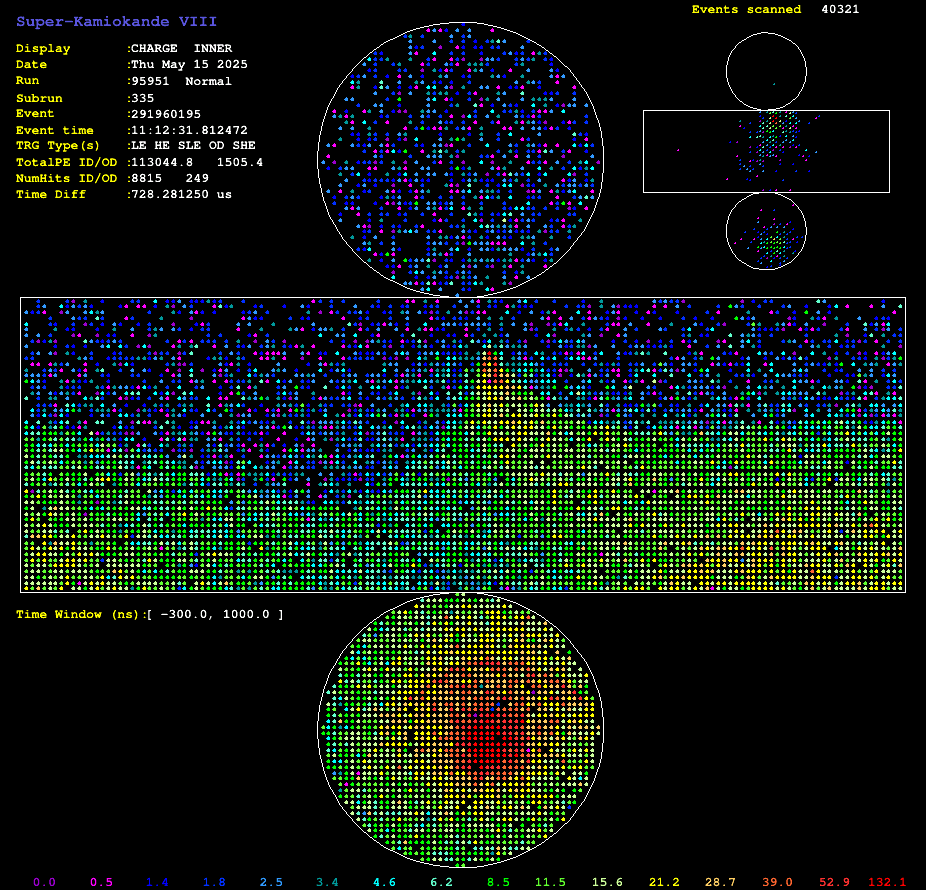 Super-Kamiokande VIII
Events scanned 40321
Display :CHARGE INNER
Date :Thu May 15 2025
Run :95951 Normal
Subrun :335
Event :291960195
Event time :11:12:31.812472
TRG Type(s) :LE HE SLE OD SHE
TotalPE ID/OD :113044.8 1505.4
NumHits ID/OD :8815 249
Time Diff :728.281250 us
Time Window (ns):[ -300.0, 1000.0 ]
0.0 0.5 1.4 1.8 2.5 3.4 4.6 6.2 8.5 11.5 15.6 21.2 28.7 39.0 52.9 132.1